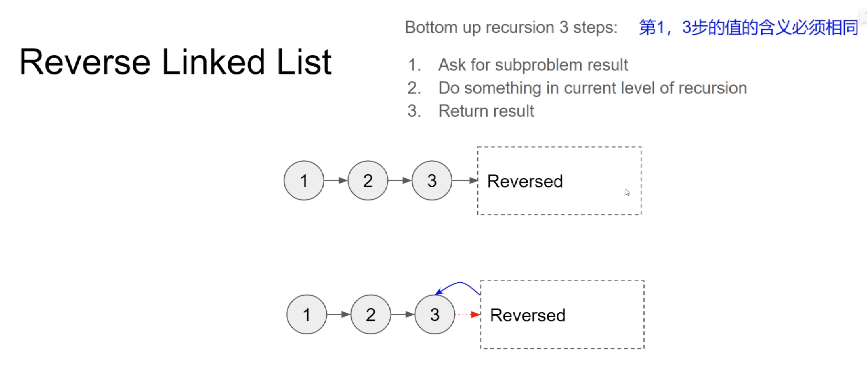 Bottom up recursion 3 steps: 第1，3步的值的含义必须相同
Reverse Linked List
1. Ask for subproblem result
2. Do something in current level of recursion
3. Return result
1 2 3 Reversed
1 2 3 Reversed